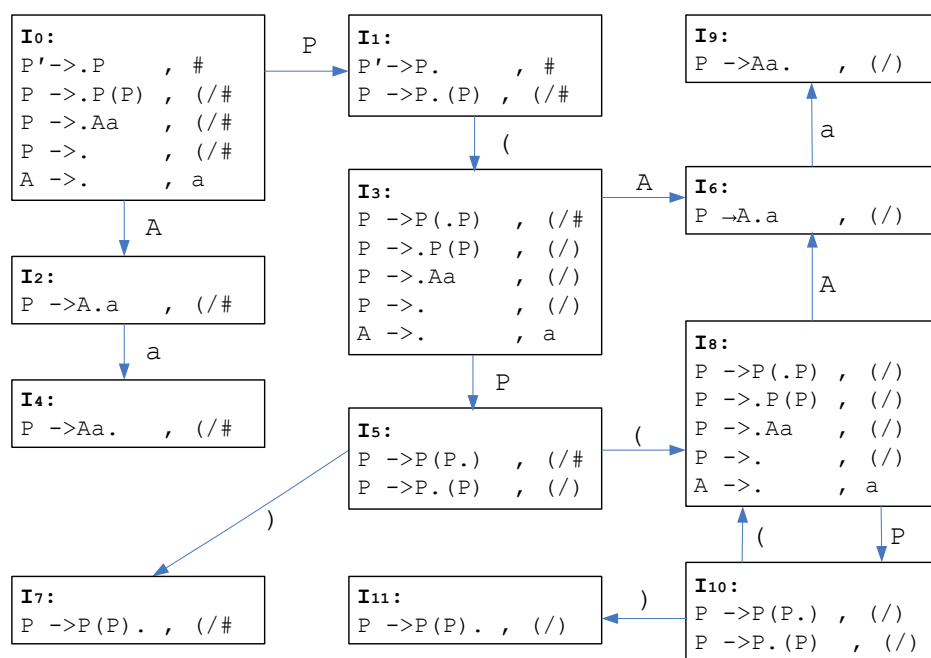 I0:
P'->.P , #
P ->.P(P) , (/#
P ->.Aa , (/#
P ->. , (/#
A ->. , a
P
I1:
P'->P. , #
P ->P.(P) , (/#
I9:
P ->Aa. , (/)
(
a
A
I3:
P ->P(.P) , (/#
P ->.P(P) , (/)
P ->.Aa , (/)
P ->. , (/)
A ->. , a
A
I6:
P →A.a , (/)
I2:
P ->A.a , (/#
A
a
P
I8:
P ->P(.P) , (/)
P ->.P(P) , (/)
P ->.Aa , (/)
P ->. , (/)
A ->. , a
I4:
P ->Aa. , (/#
I5:
P ->P(P.) , (/#
P ->P.(P) , (/)
(
)
(
P
I7:
P ->P(P). , (/#
I11:
P ->P(P). , (/)
)
I10:
P ->P(P.) , (/)
P ->P.(P) , (/)